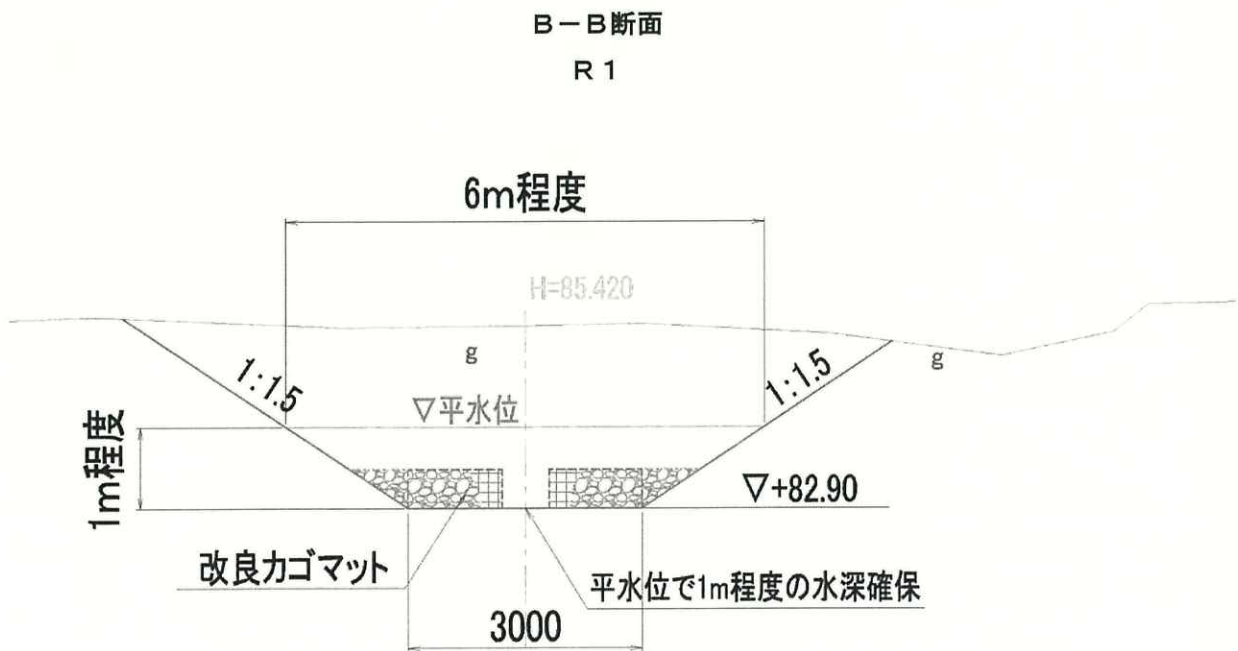 B－B断面
R1
6m程度
H=85.420
g
g
1:1.5
1:1.5
▽平水位
1m程度
▽+82.90
改良カゴマット
平水位で1m程度の水深確保
3000